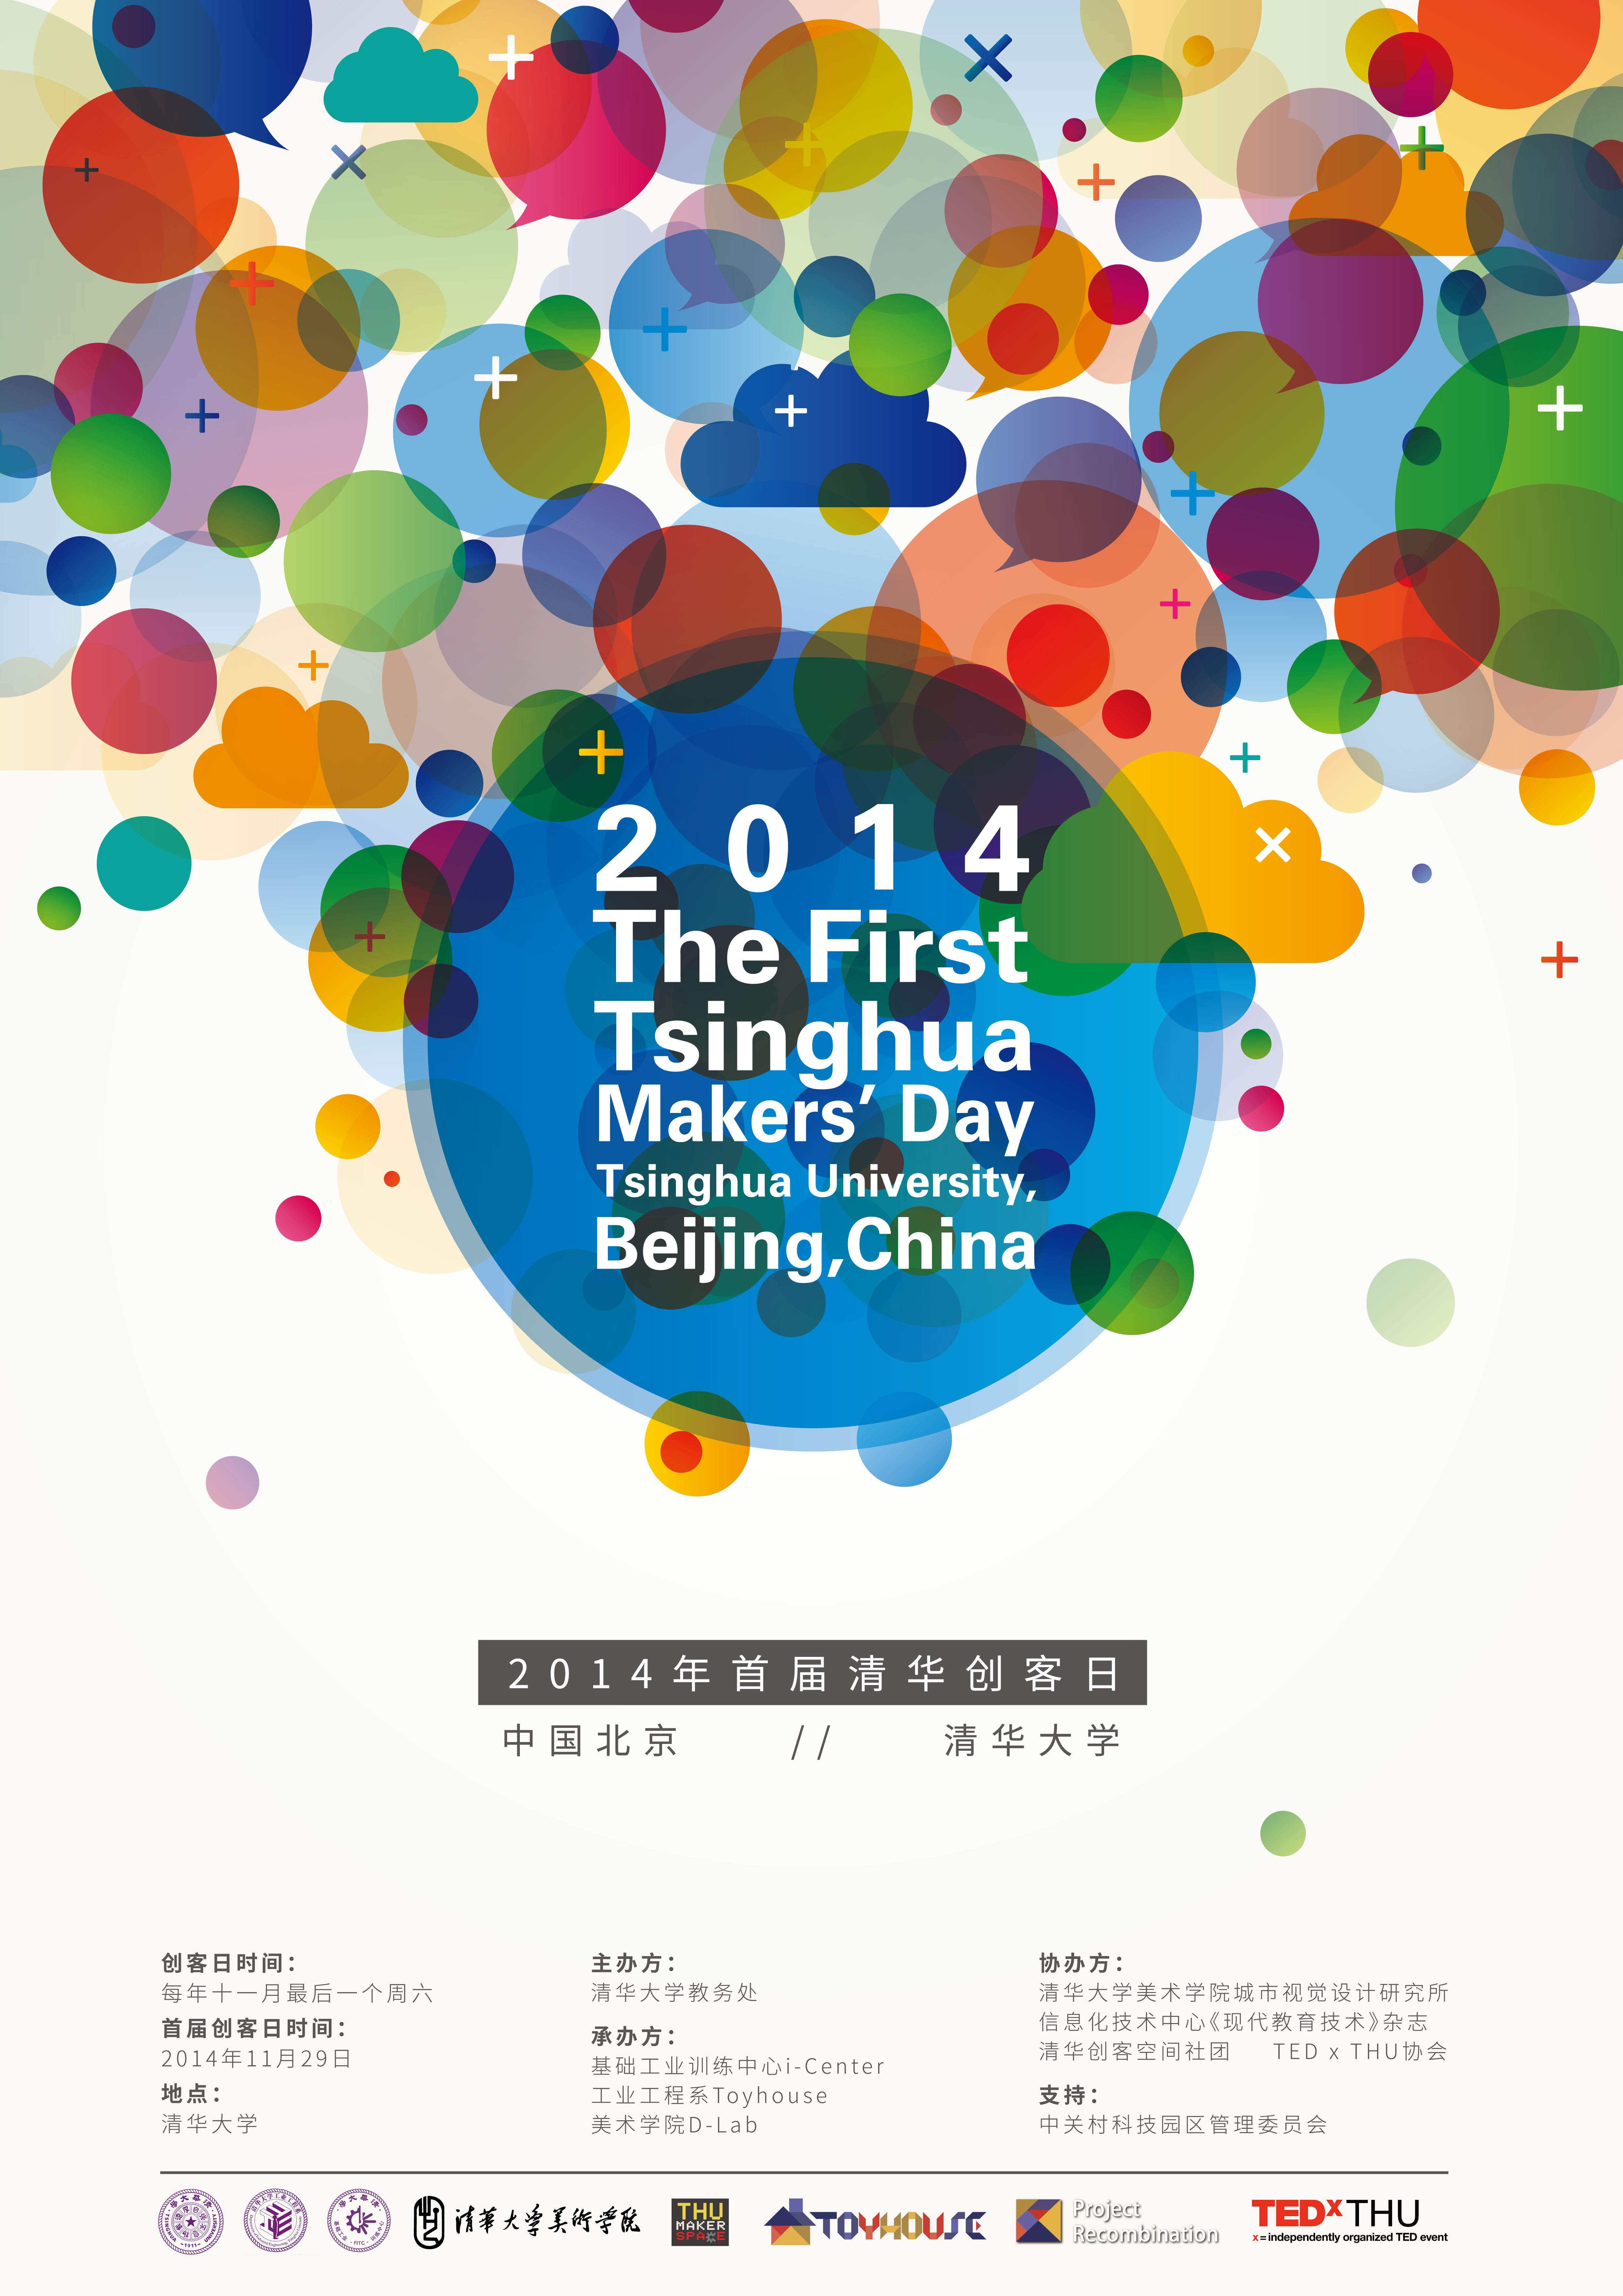 2014
The First
Tsinghua
Makers’ Day
Tsinghua University,
Beijing,China
2014年首届清华创客日
中国北京 // 清华大学
创客日时间：
每年十一月最后一个周六
首届创客日时间：
2014年11月29日
地点：
清华大学
主办方：
清华大学教务处
承办方：
基础工业训练中心i-Center
工业工程系Toyhouse
美术学院D-Lab
协办方：
清华大学美术学院城市视觉设计研究所
信息化技术中心《现代教育技术》杂志
清华创客空间社团 TED x THU协会
支持：
中关村科技园区管理委员会
清華大学美術学院
THU
MAKER
SPACE
TOYHOUSE
Project
Recombination
TEDxTHU
x = independently organized TED event